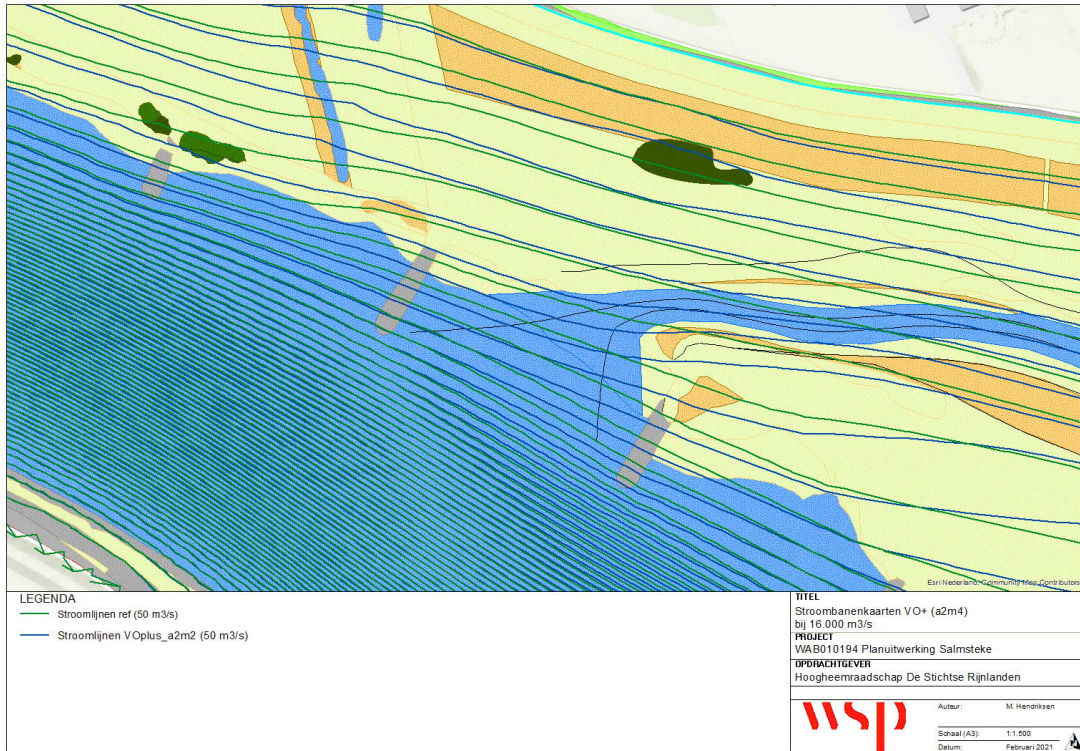 Esri Nederland, Community Map Contributors
LEGENDA
Stroomlijnen ref (50 m3/s)
Stroomlijnen VOplus_a2m2 (50 m3/s)
TITEL
Stroombanenkaarten VO+ (a2m4)
bij 16.000 m3/s
PROJECT
WAB010194 Planuitwerking Salmsteke
OPDRACHTGEVER
Hoogheemraadschap De Stichtse Rijnlanden
wsp
Auteur: M. Hendriksen
Schaal (A3): 1:1.500
Datum: Februari 2021